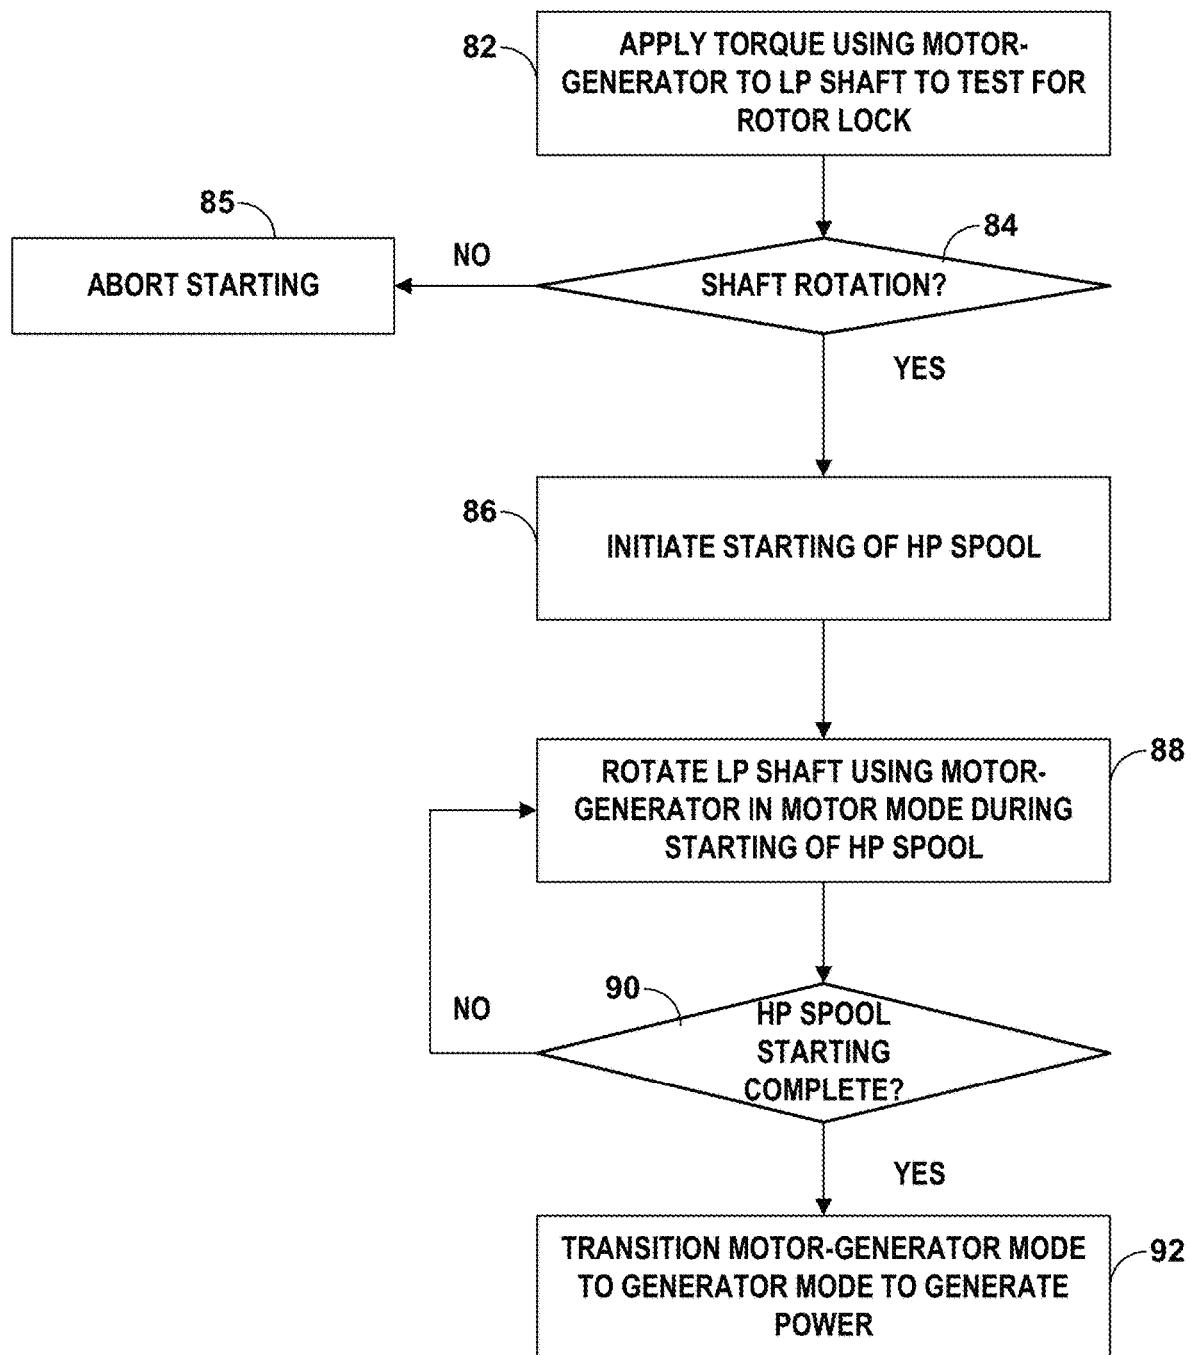 82
APPLY TORQUE USING MOTOR-
GENERATOR TO LP SHAFT TO TEST FOR
ROTOR LOCK
85
ABORT STARTING
NO
84
SHAFT ROTATION?
YES
86
INITIATE STARTING OF HP SPOOL
88
ROTATE LP SHAFT USING MOTOR-
GENERATOR IN MOTOR MODE DURING
STARTING OF HP SPOOL
90
NO
HP SPOOL
STARTING
COMPLETE?
YES
92
TRANSITION MOTOR-GENERATOR MODE
TO GENERATOR MODE TO GENERATE
POWER